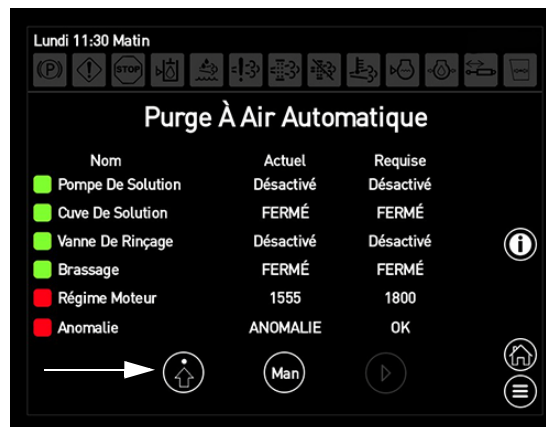 Lundi 11:30 Matin
STOP
Purge À Air Automatique
Nom Actuel Requise
Pompe De Solution Désactivé Désactivé
Cuve De Solution FERMÉ FERMÉ
Vanne De Rinçage Désactivé Désactivé
Brassage FERMÉ FERMÉ
Régime Moteur 1555 1800
Anomalie ANOMALIE OK
Man